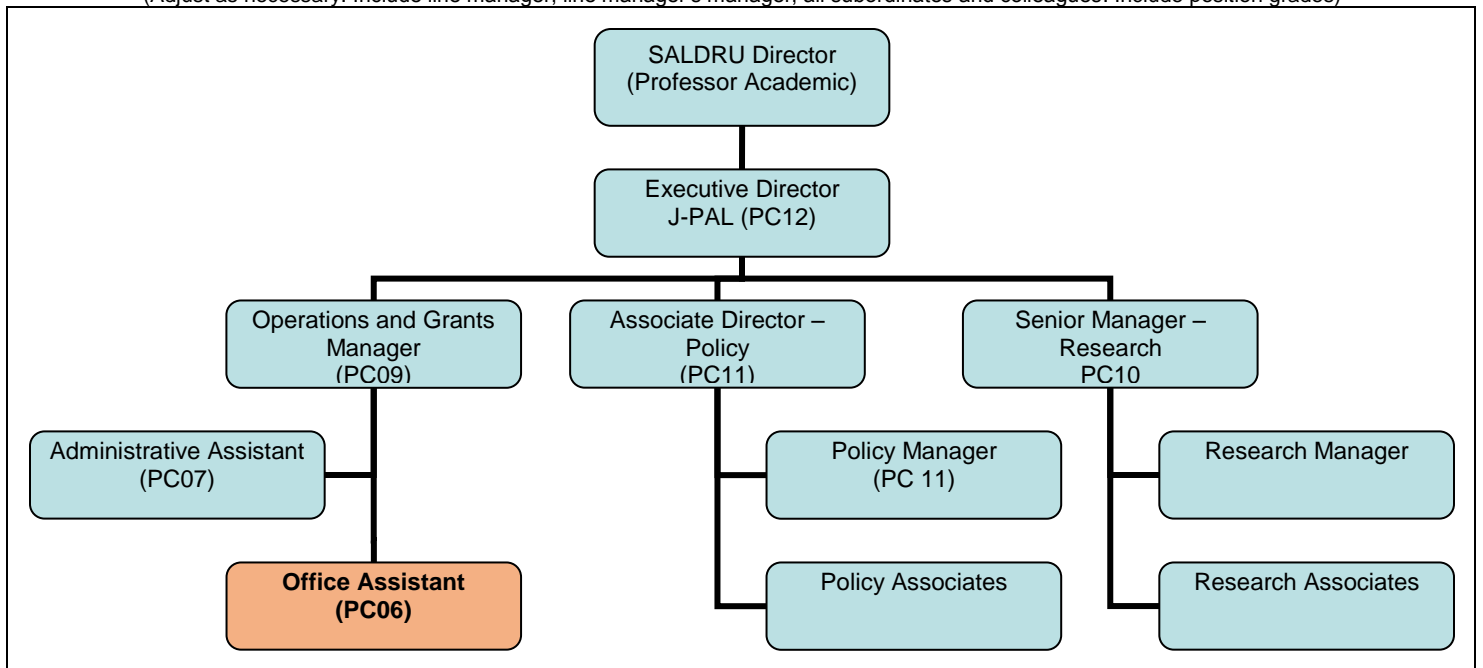 (Adjust as necessary. Include line manager, line manager's manager, all subordinates and colleagues. Include position grades)
SALDRU Director
(Professor Academic)
Executive Director
J-PAL (PC12)
Operations and Grants
Manager
(PC09)
Associate Director –
Policy
(PC11)
Senior Manager –
Research
PC10
Administrative Assistant
(PC07)
Policy Manager
(PC 11)
Research Manager
Office Assistant
(PC06)
Policy Associates
Research Associates